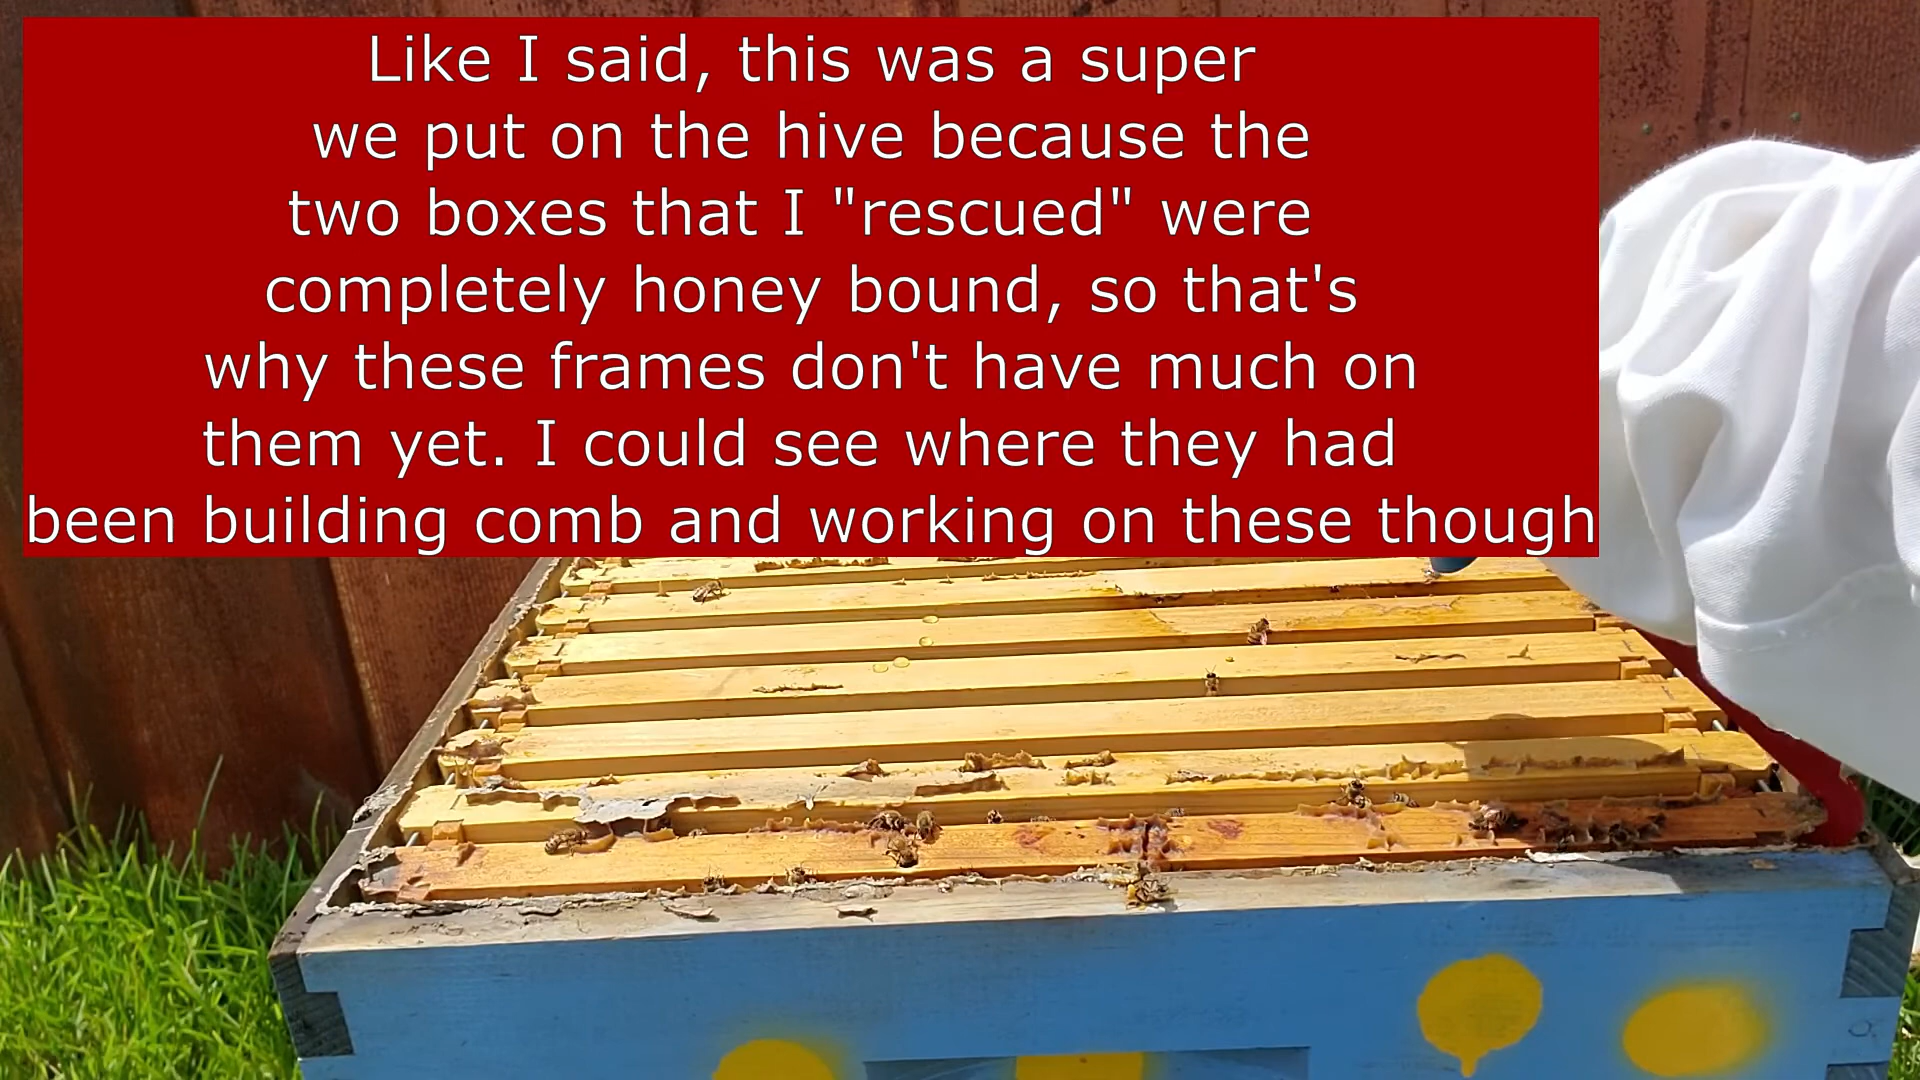 Like I said, this was a super
we put on the hive because the
two boxes that I "rescued" were
completely honey bound, so that's
why these frames don't have much on
them yet. I could see where they had
been building comb and working on these though